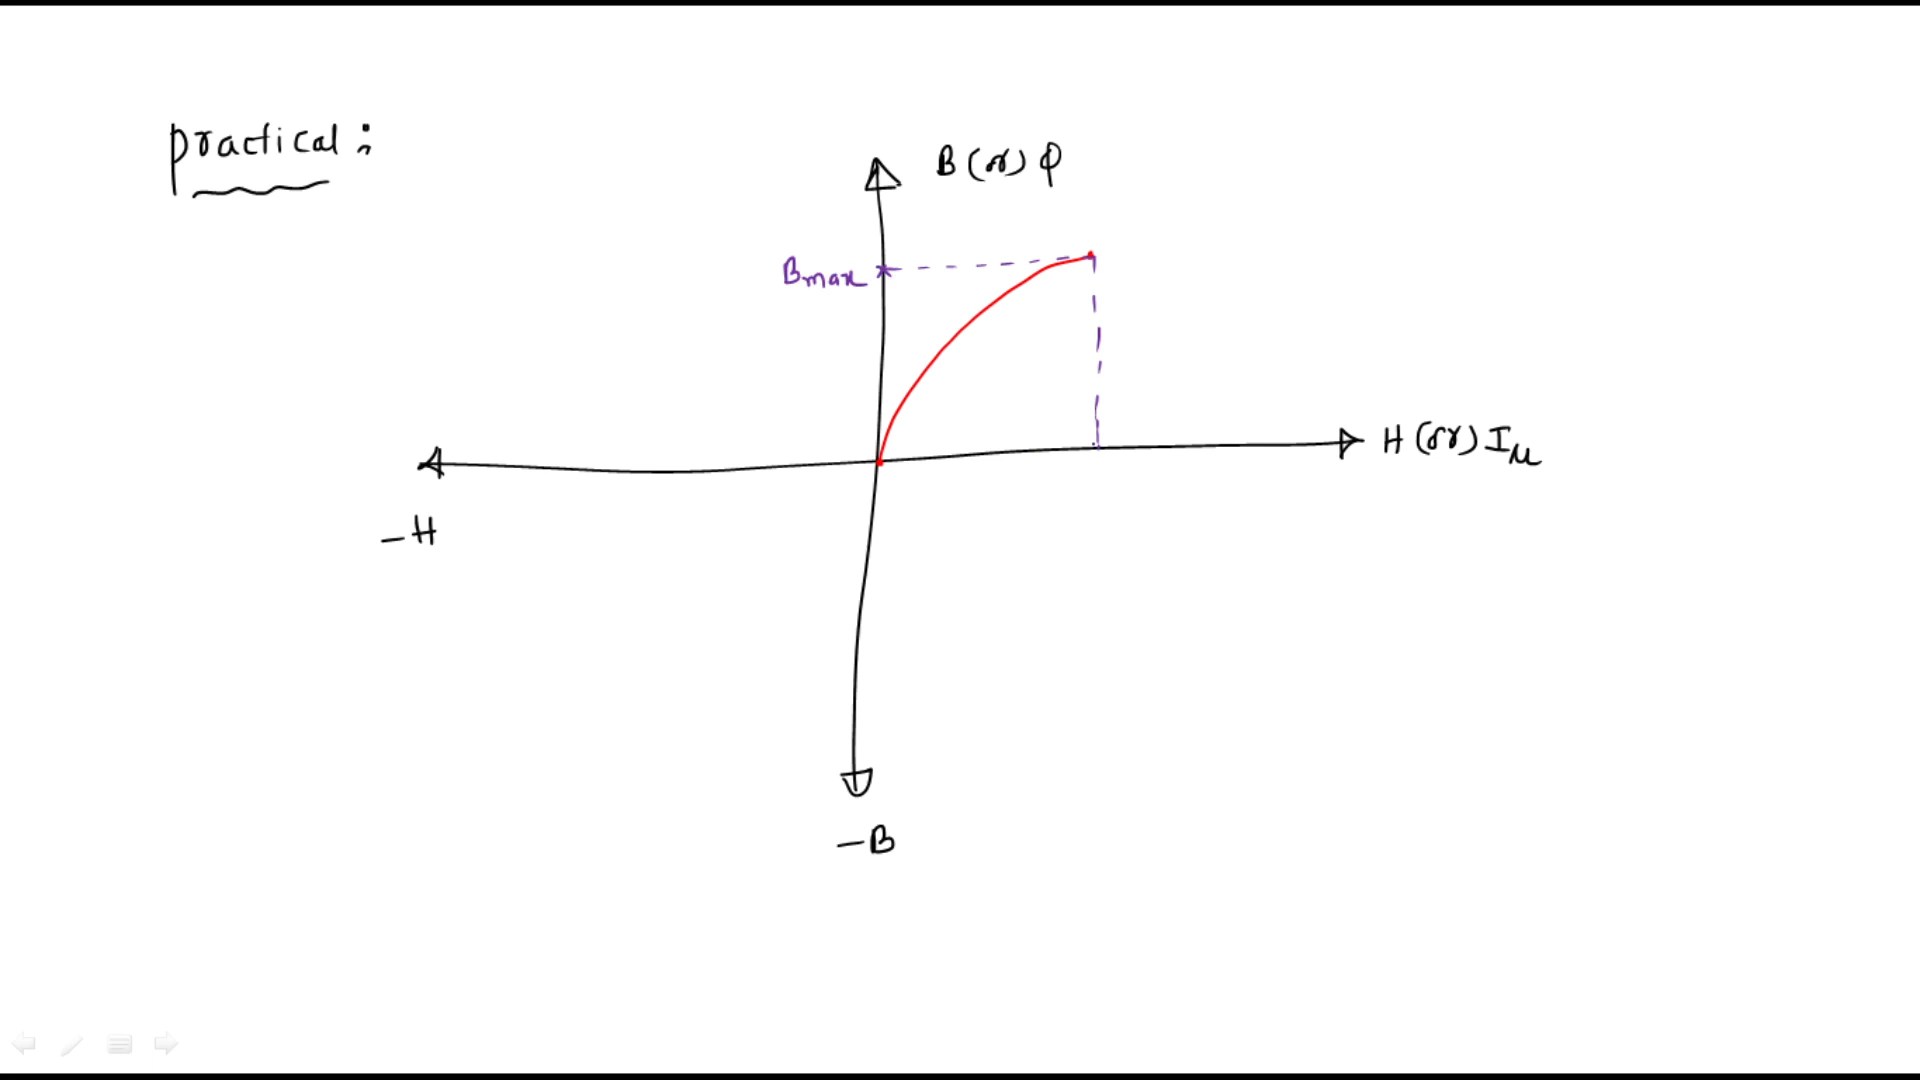 practical :
B (or) φ
Bmax
H (or) Iμ
-H
-B